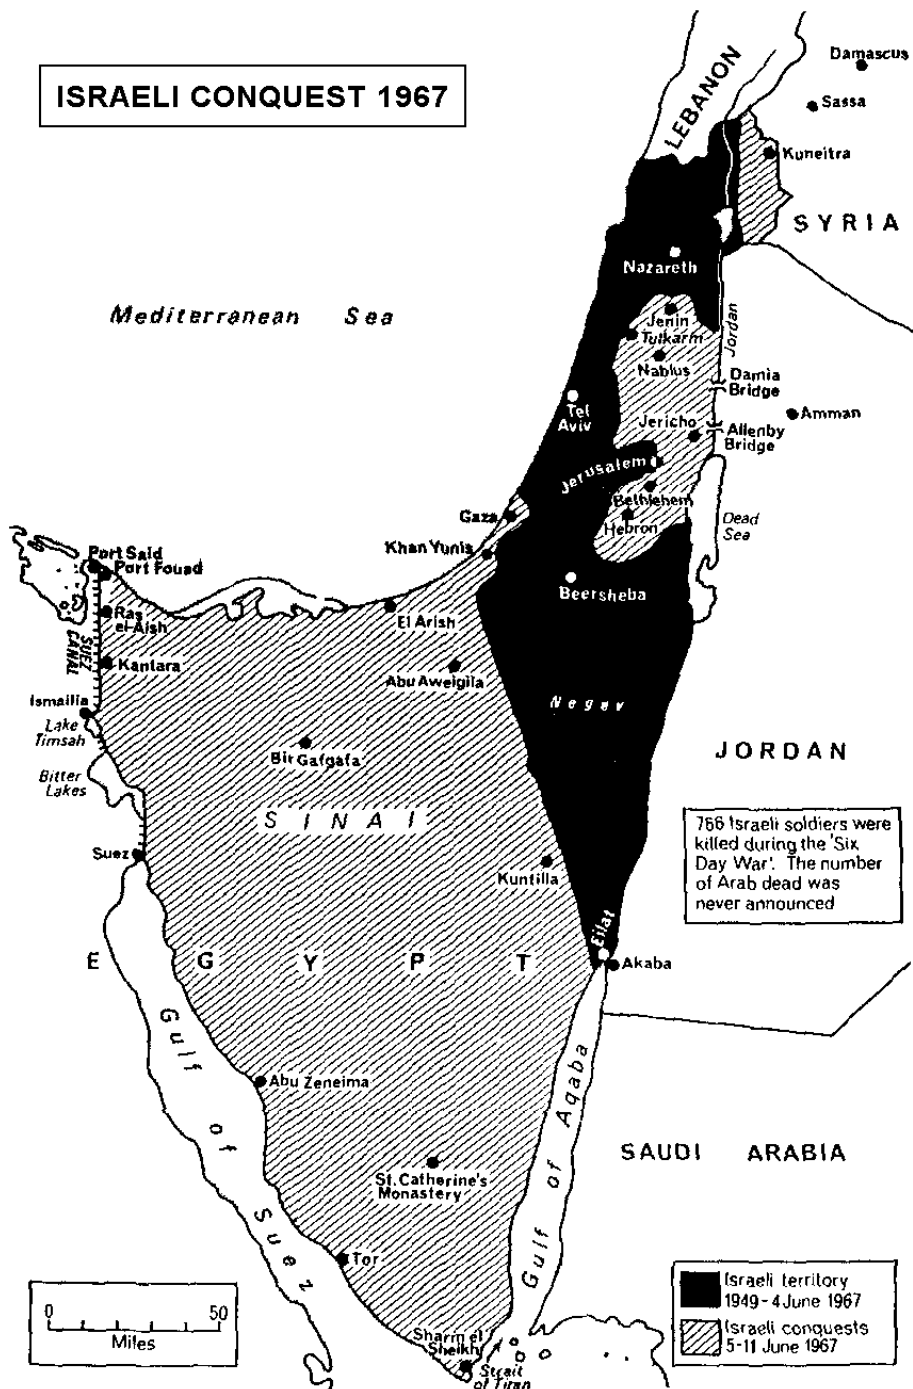 ISRAELI CONQUEST 1967
LEBANON
Damascus
Sassa
Kuneitra
SYRIA
Nazareth
Mediterranean Sea
Jenin
Tulkarm
Nablus
Jordan
Damia
Bridge
Tel
Aviv
Jericho
Allenby
Bridge
Amman
Jerusalem
Bethlehem
Hebron
Dead
Sea
Gaza
Khan Yunis
Beersheba
Port Said
Port Fouad
Ras
el-Aish
SUEZ
CANAL
Kantara
El Arish
Abu Aweigila
Negev
Ismailia
Lake
Timsah
Bitter
Lakes
Bir Gafgafa
SINAI
JORDAN
766 Israeli soldiers were
killed during the 'Six
Day War'. The number
of Arab dead was
never announced
Suez
Kuntilla
Eilat
Akaba
EGYPT
Gulf of Suez
Gulf of Aqaba
Abu Zeneima
SAUDI ARABIA
St. Catherine's
Monastery
Tor
Sharm el
Sheikh
Strait
of Tiran
0 50
Miles
Israeli territory
1949-4 June 1967
Israeli conquests
5-11 June 1967